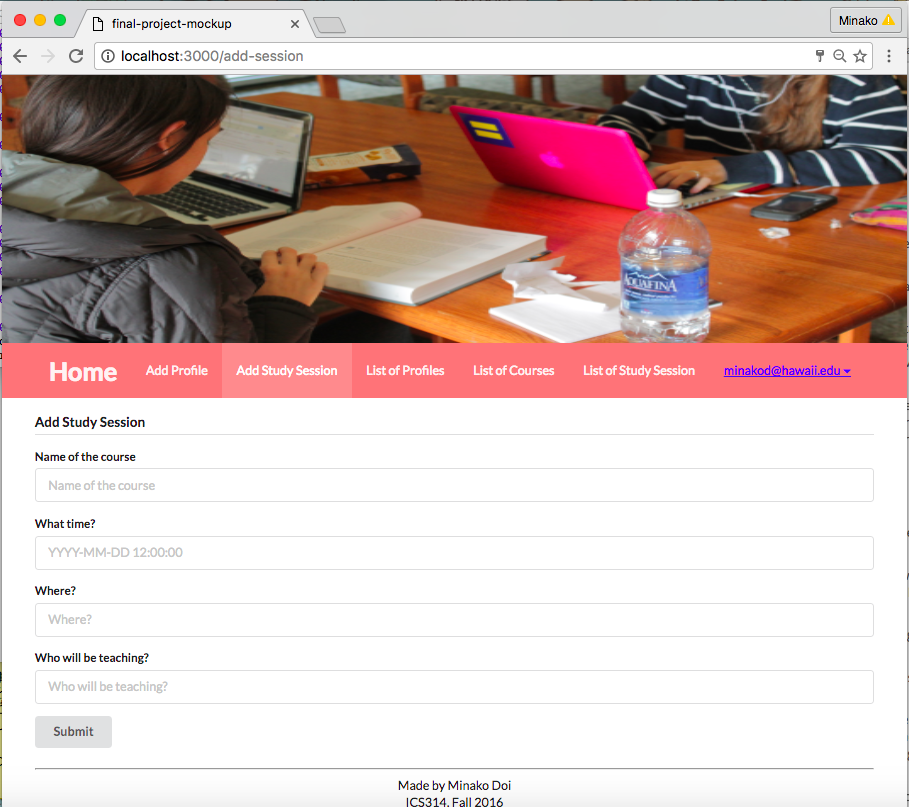 final-project-mockup
Minako
localhost:3000/add-session
AQUAFINA
Home Add Profile Add Study Session List of Profiles List of Courses List of Study Session minakod@hawaii.edu
Add Study Session
Name of the course
Name of the course
What time?
YYYY-MM-DD 12:00:00
Where?
Where?
Who will be teaching?
Who will be teaching?
Submit
Made by Minako Doi
ICS314, Fall 2016